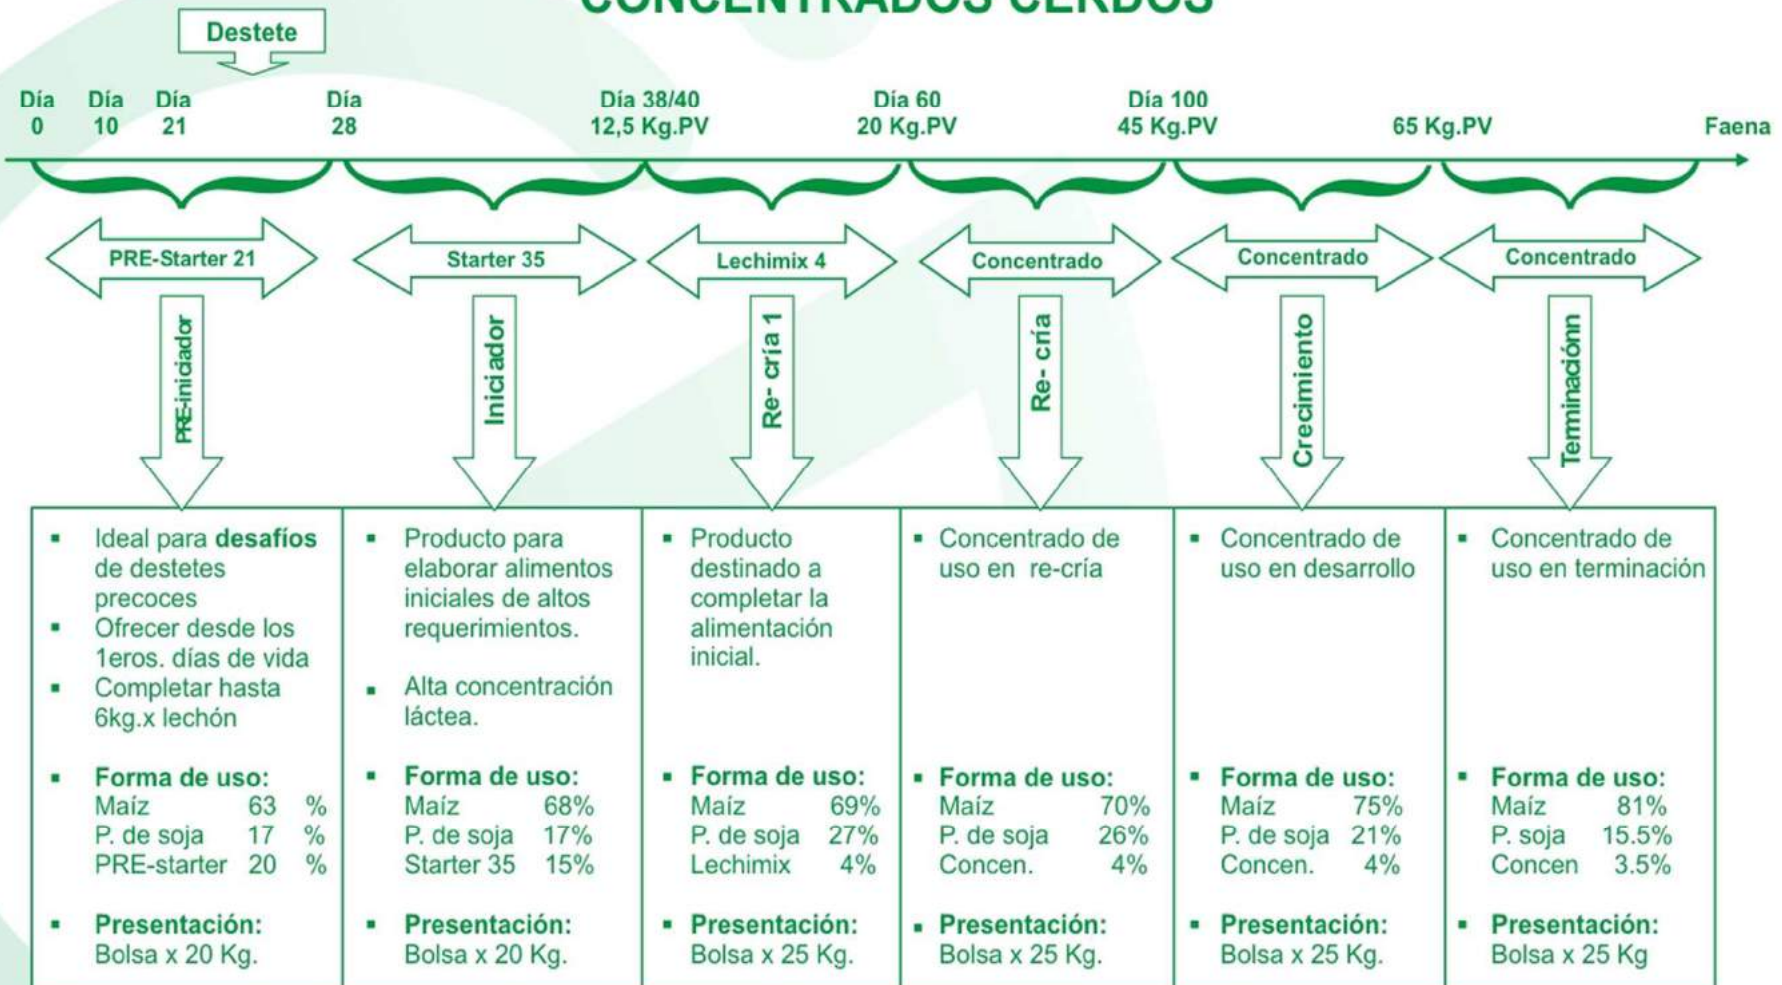 CONCENTRADOS CERDOS
Destete
Día 0
Día 10
Día 21
Día 28
Día 38/40
12,5 Kg.PV
Día 60
20 Kg.PV
Día 100
45 Kg.PV
65 Kg.PV
Faena
PRE-Starter 21
Starter 35
Lechimix 4
Concentrado
Concentrado
Concentrado
PRE-iniciador
Iniciador
Re- cría 1
Re- cría
Crecimiento
Terminaciónn
▪ Ideal para desafíos
de destetes
precoces
▪ Ofrecer desde los
1eros. días de vida
▪ Completar hasta
6kg.x lechón
▪ Forma de uso:
Maíz 63 %
P. de soja 17 %
PRE-starter 20 %
▪ Presentación:
Bolsa x 20 Kg.
▪ Producto para
elaborar alimentos
iniciales de altos
requerimientos.
▪ Alta concentración
láctea.
▪ Forma de uso:
Maíz 68%
P. de soja 17%
Starter 35 15%
▪ Presentación:
Bolsa x 20 Kg.
▪ Producto
destinado a
completar la
alimentación
inicial.
▪ Forma de uso:
Maíz 69%
P. de soja 27%
Lechimix 4%
▪ Presentación:
Bolsa x 25 Kg.
▪ Concentrado de
uso en re-cría
▪ Forma de uso:
Maíz 70%
P. de soja 26%
Concen. 4%
▪ Presentación:
Bolsa x 25 Kg.
▪ Concentrado de
uso en desarrollo
▪ Forma de uso:
Maíz 75%
P. de soja 21%
Concen. 4%
▪ Presentación:
Bolsa x 25 Kg.
▪ Concentrado de
uso en terminación
▪ Forma de uso:
Maíz 81%
P. soja 15.5%
Concen 3.5%
▪ Presentación:
Bolsa x 25 Kg